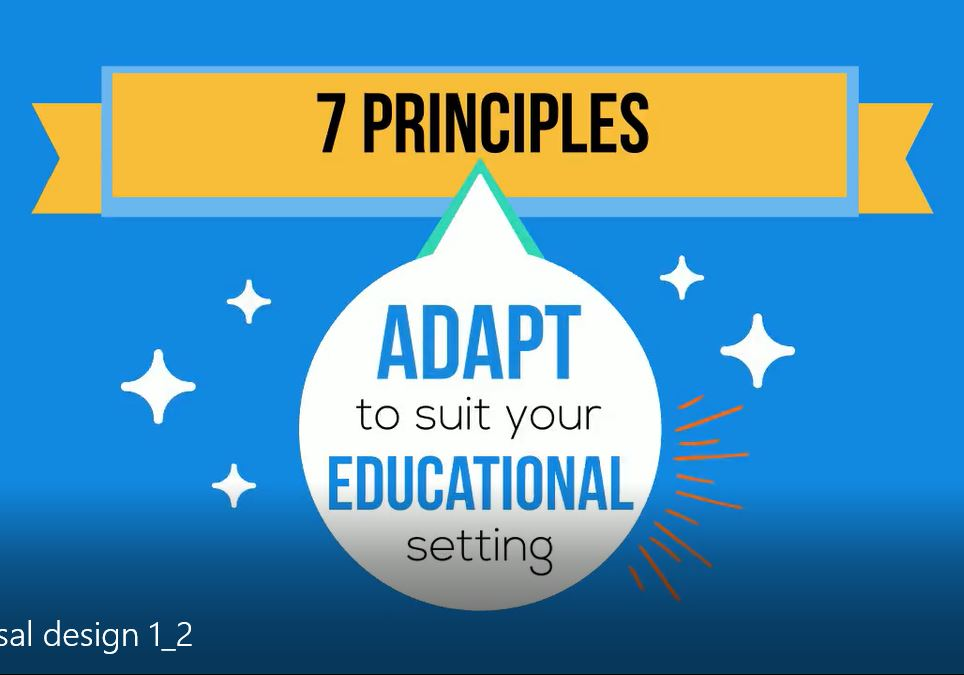 7 PRINCIPLES
ADAPT
to suit your
EDUCATIONAL
setting
sal design 1_2